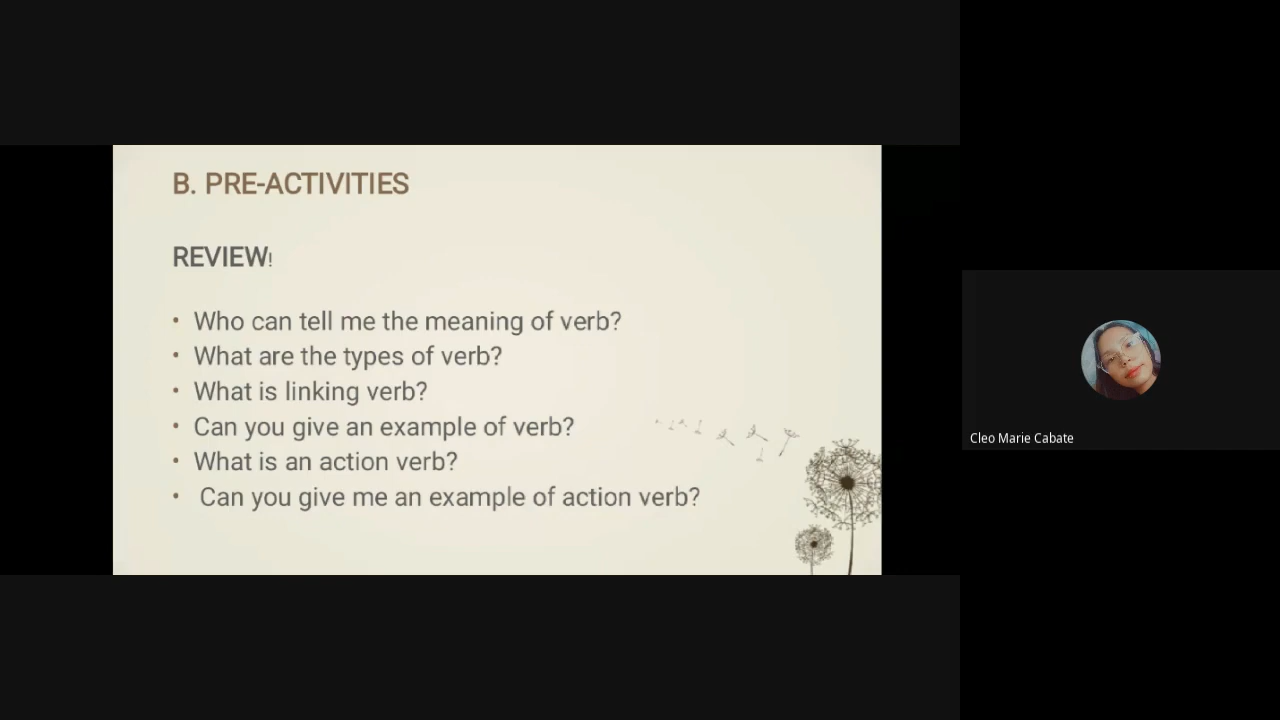 B. PRE-ACTIVITIES
REVIEW!
• Who can tell me the meaning of verb?
• What are the types of verb?
• What is linking verb?
• Can you give an example of verb?
• What is an action verb?
• Can you give me an example of action verb?
Cleo Marie Cabate